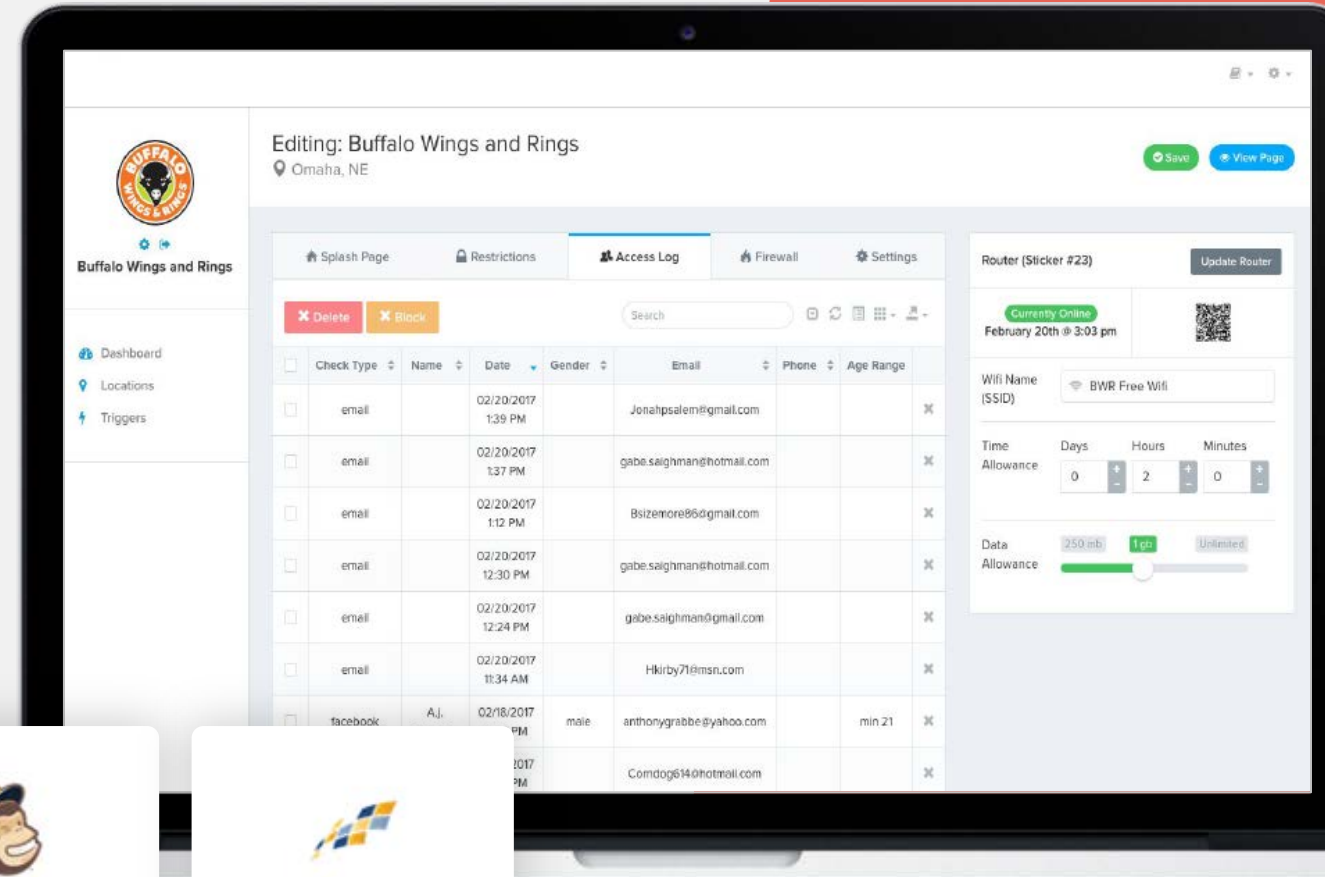 BUFFALO
WINGS & RINGS
Buffalo Wings and Rings
Dashboard
Locations
Triggers
Editing: Buffalo Wings and Rings
Omaha, NE
Save
View Page
Splash Page Restrictions Access Log Firewall Settings
Delete Block
Search
Check Type Name Date Gender Email Phone Age Range
email 02/20/2017 1:39 PM Jonahpsalem@gmail.com
email 02/20/2017 1:37 PM gabe.saighman@hotmail.com
email 02/20/2017 1:12 PM Bsizemore86@gmail.com
email 02/20/2017 12:30 PM gabe.saighman@hotmail.com
email 02/20/2017 12:24 PM gabe.saighman@gmail.com
email 02/20/2017 11:34 AM Hkirby71@msn.com
facebook A.j. 02/18/2017 PM male anthonygrabbe@yahoo.com min 21
2017 PM Corndog614@hotmail.com
Router (Sticker #23)
Update Router
Currently Online
February 20th @ 3:03 pm
Wifi Name
(SSID)
BWR Free Wifi
Time
Allowance
Days Hours Minutes
0 + - 2 + - 0 + -
Data
Allowance
250 mb 1 gb Unlimited